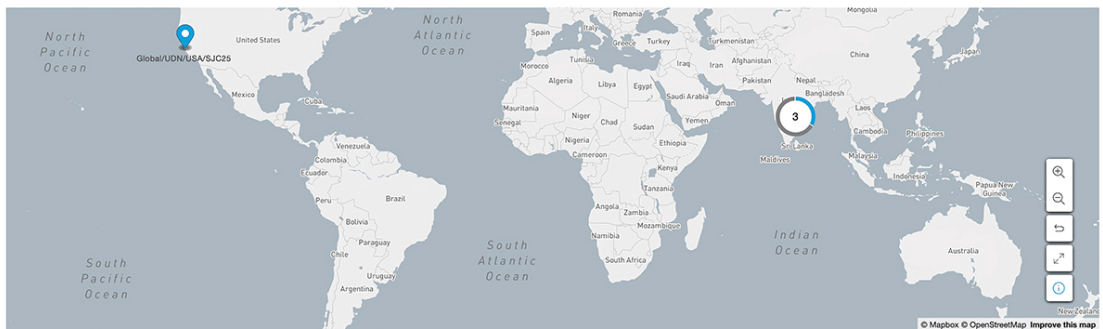 North
Pacific
Ocean
Global/UDN/USA/SJC25
United States
Mexico
Cuba
North
Atlantic
Ocean
Venezuela
Colombia
Ecuador
Peru
Brazil
Bolivia
Paraguay
Chile
Uruguay
Argentina
South
Pacific
Ocean
South
Atlantic
Ocean
Romania
Spain
Italy
Greece
Turkey
Turkmenistan
Mongolia
Morocco
Tunisia
Algeria
Libya
Egypt
Iraq
Iran
Afghanistan
Pakistan
Nepal
Bangladesh
China
Japan
Saudi Arabia
Oman
Yemen
Mauritania
Senegal
Niger
Chad
Sudan
Nigeria
Cameroon
Ethiopia
Kenya
Tanzania
Angola
Zambia
Mozambique
Namibia
South Africa
3
Sri Lanka
Maldives
Laos
Cambodia
Philippines
Malaysia
Indonesia
Papua New
Guinea
Indian
Ocean
Australia
New Zealand
© Mapbox © OpenStreetMap Improve this map